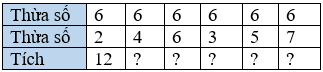 Thừa số 6 6 6 6 6 6
Thừa số 2 4 6 3 5 7
Tích 12 ? ? ? ? ?